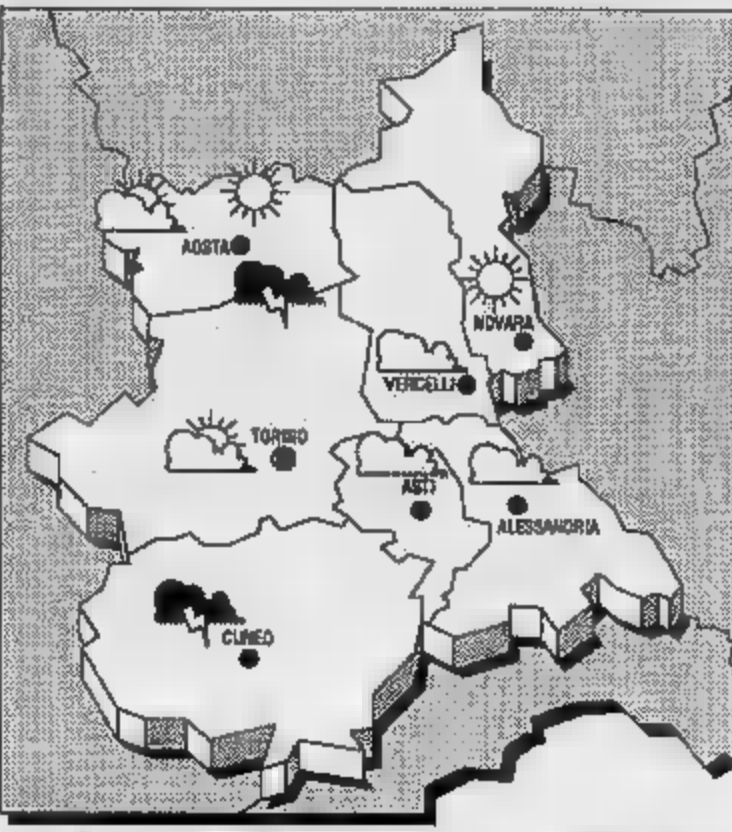 AOSTA
NOVARA
VERCELLI
TORINO
ASTI
ALESSANDRIA
CUNEO